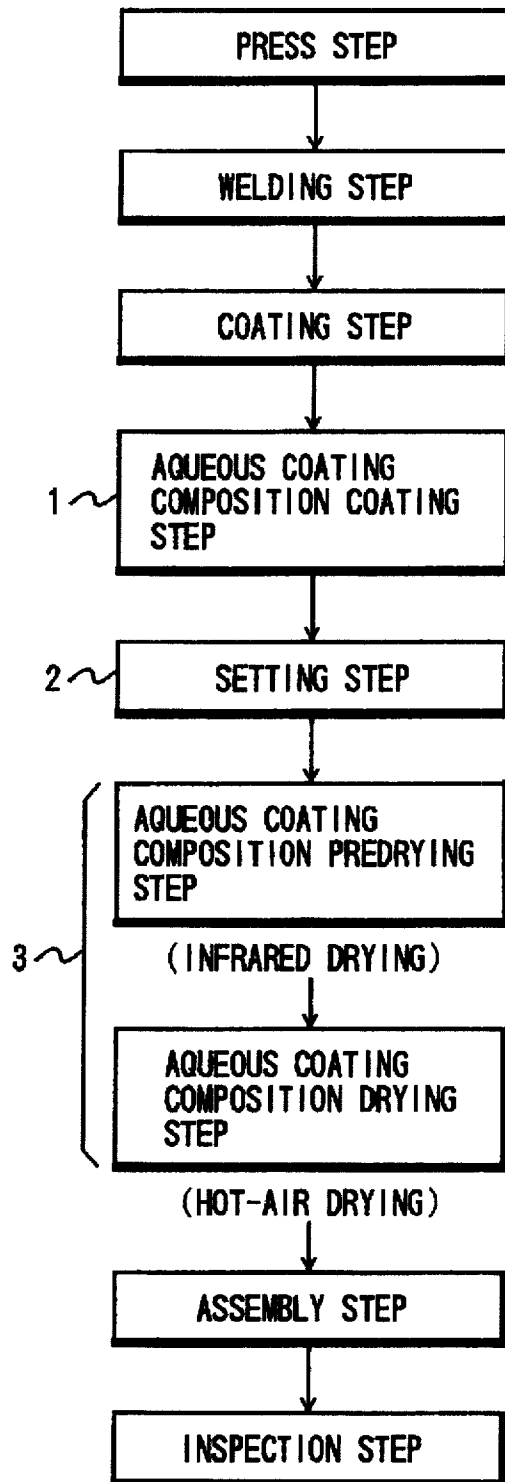 PRESS STEP
WELDING STEP
COATING STEP
1
AQUEOUS COATING
COMPOSITION COATING
STEP
2
SETTING STEP
3
AQUEOUS COATING
COMPOSITION PREDRYING
STEP
(INFRARED DRYING)
AQUEOUS COATING
COMPOSITION DRYING
STEP
(HOT-AIR DRYING)
ASSEMBLY STEP
INSPECTION STEP